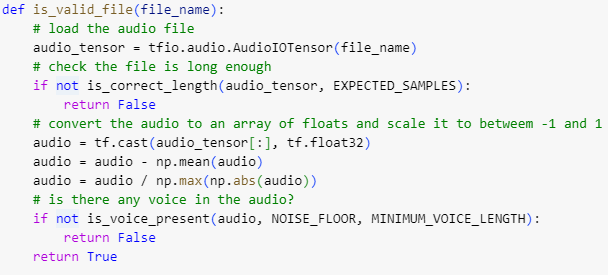 def is_valid_file(file_name):
    # load the audio file
    audio_tensor = tfio.audio.AudioIOTensor(file_name)
    # check the file is long enough
    if not is_correct_length(audio_tensor, EXPECTED_SAMPLES):
        return False
    # convert the audio to an array of floats and scale it to betweem -1 and 1
    audio = tf.cast(audio_tensor[:], tf.float32)
    audio = audio - np.mean(audio)
    audio = audio / np.max(np.abs(audio))
    # is there any voice in the audio?
    if not is_voice_present(audio, NOISE_FLOOR, MINIMUM_VOICE_LENGTH):
        return False
    return True